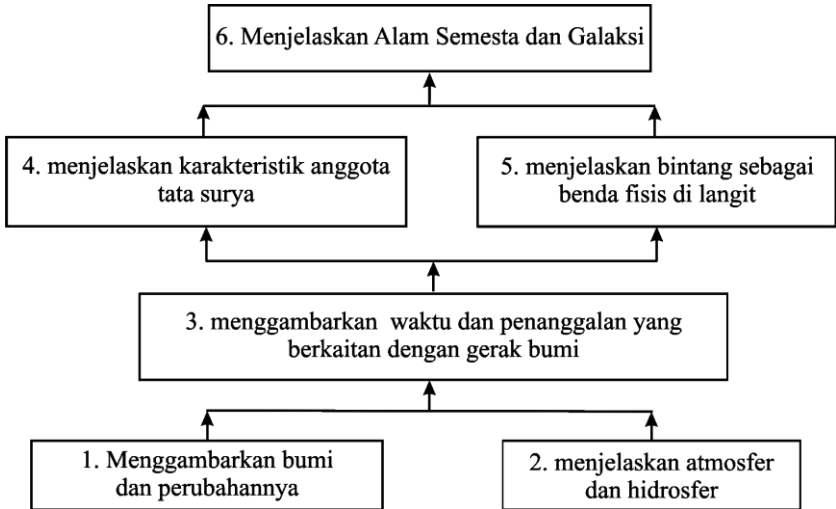 6. Menjelaskan Alam Semesta dan Galaksi
4. menjelaskan karakteristik anggota
tata surya
5. menjelaskan bintang sebagai
benda fisis di langit
3. menggambarkan waktu dan penanggalan yang
berkaitan dengan gerak bumi
1. Menggambarkan bumi
dan perubahannya
2. menjelaskan atmosfer
dan hidrosfer